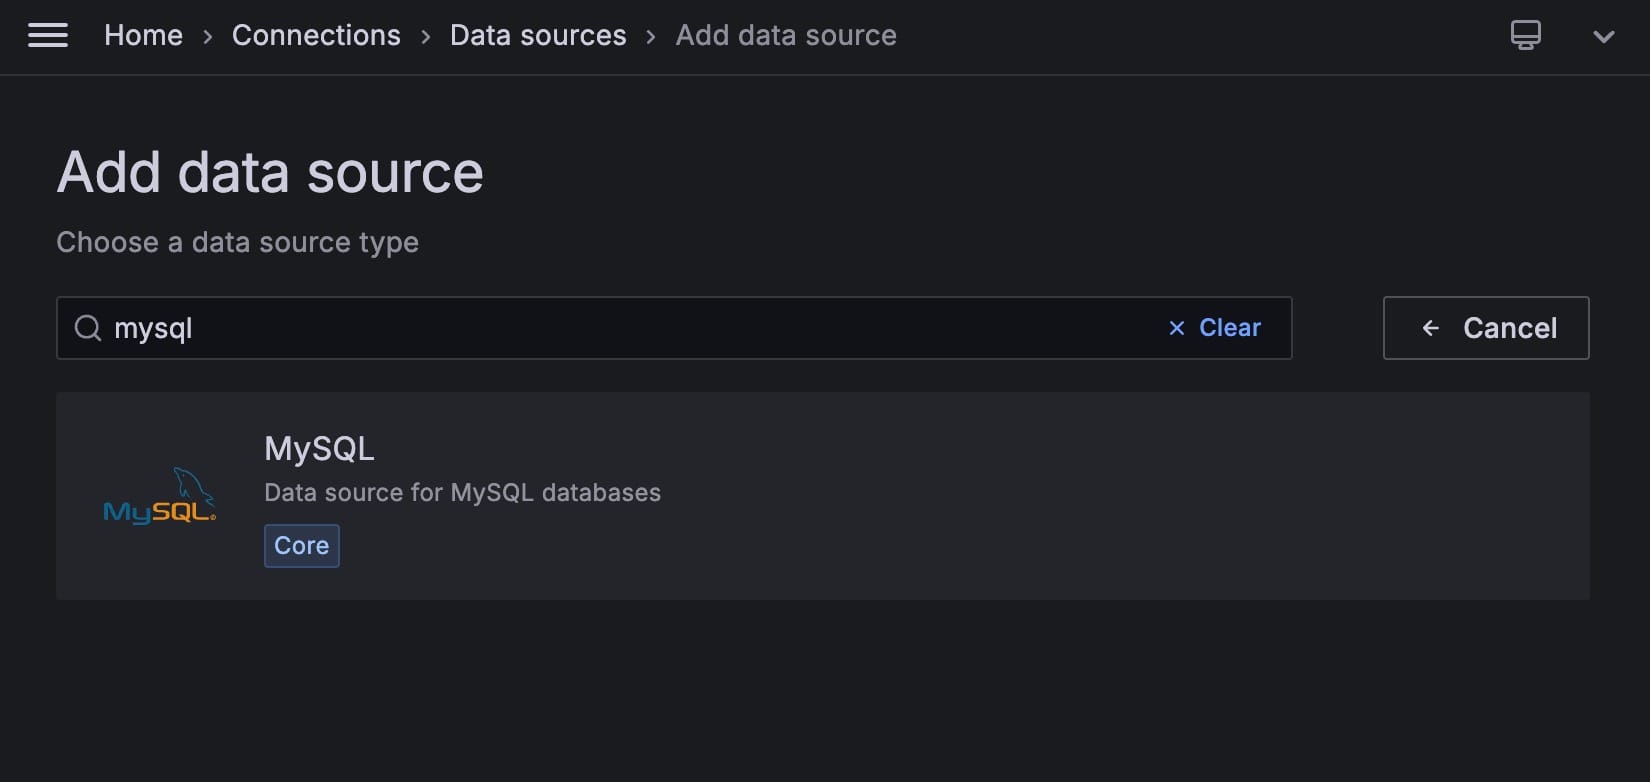 Home › Connections › Data sources › Add data source
Add data source
Choose a data source type
mysql
Clear
Cancel
MySQL
Data source for MySQL databases
MySQL®
Core